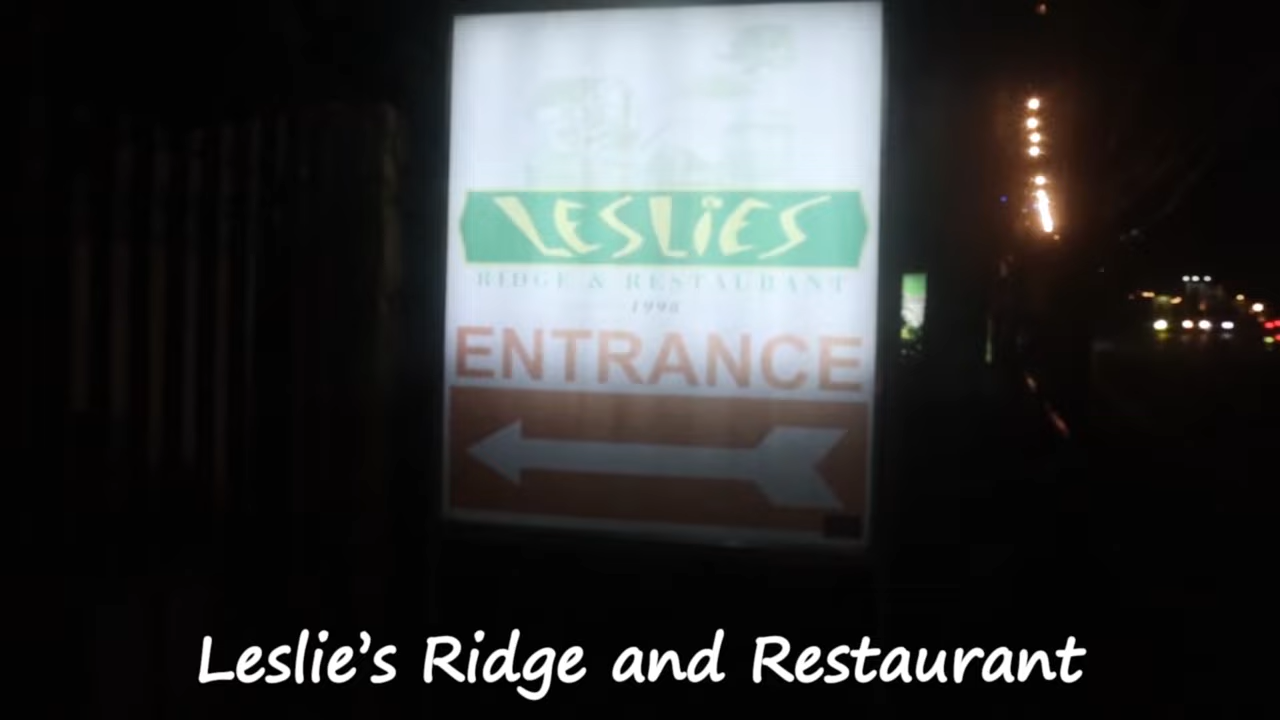 LESLIES
RIDGE & RESTAURANT
1998
ENTRANCE
Leslie's Ridge and Restaurant